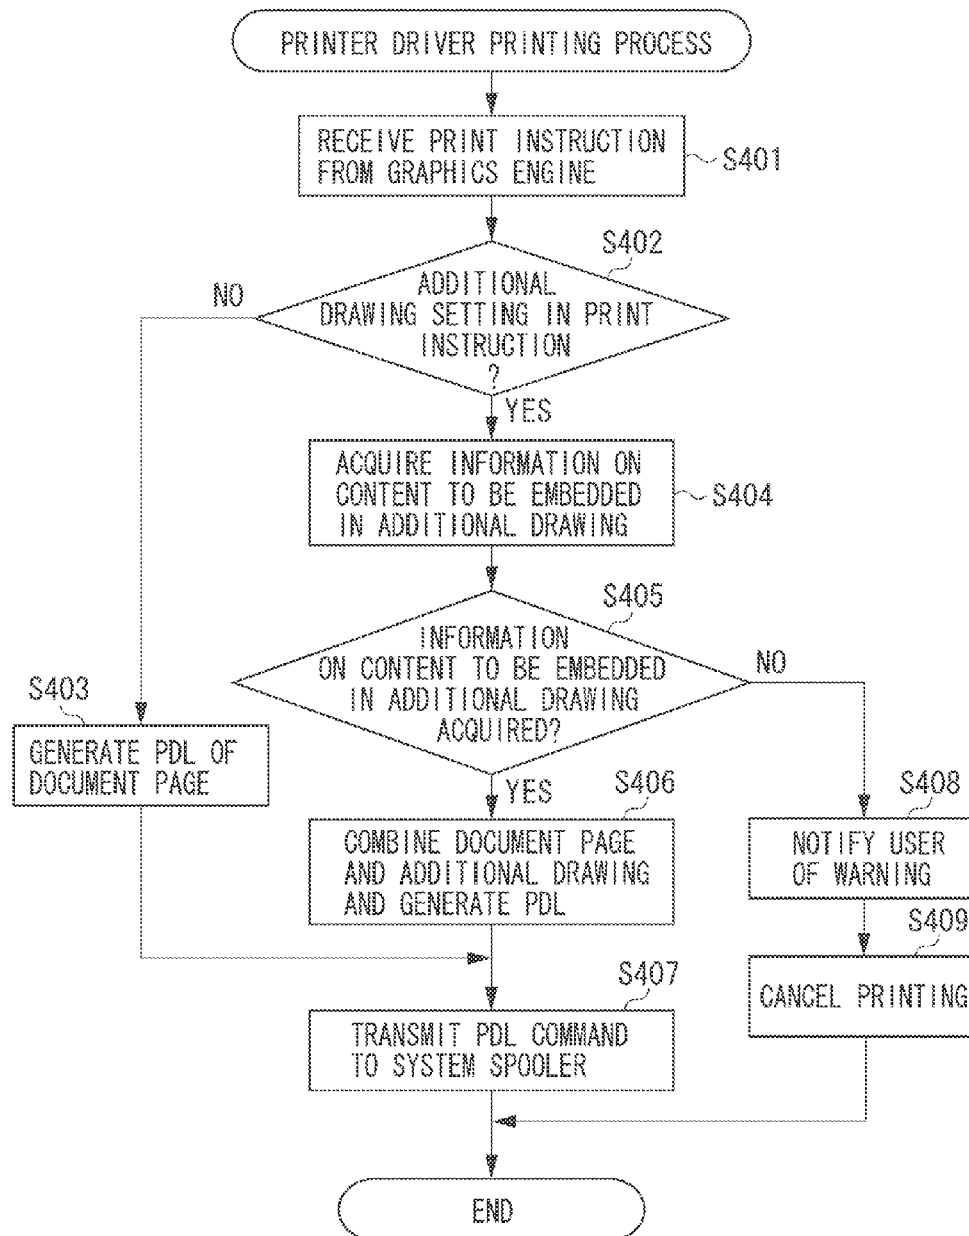 PRINTER DRIVER PRINTING PROCESS
RECEIVE PRINT INSTRUCTION
FROM GRAPHICS ENGINE
S401
S402
ADDITIONAL
DRAWING SETTING IN PRINT
INSTRUCTION
?
NO
YES
ACQUIRE INFORMATION ON
CONTENT TO BE EMBEDDED
IN ADDITIONAL DRAWING
S404
S405
INFORMATION
ON CONTENT TO BE EMBEDDED
IN ADDITIONAL DRAWING
ACQUIRED?
NO
YES
S403
GENERATE PDL OF
DOCUMENT PAGE
S406
COMBINE DOCUMENT PAGE
AND ADDITIONAL DRAWING
AND GENERATE PDL
S408
NOTIFY USER
OF WARNING
S409
CANCEL PRINTING
S407
TRANSMIT PDL COMMAND
TO SYSTEM SPOOLER
END